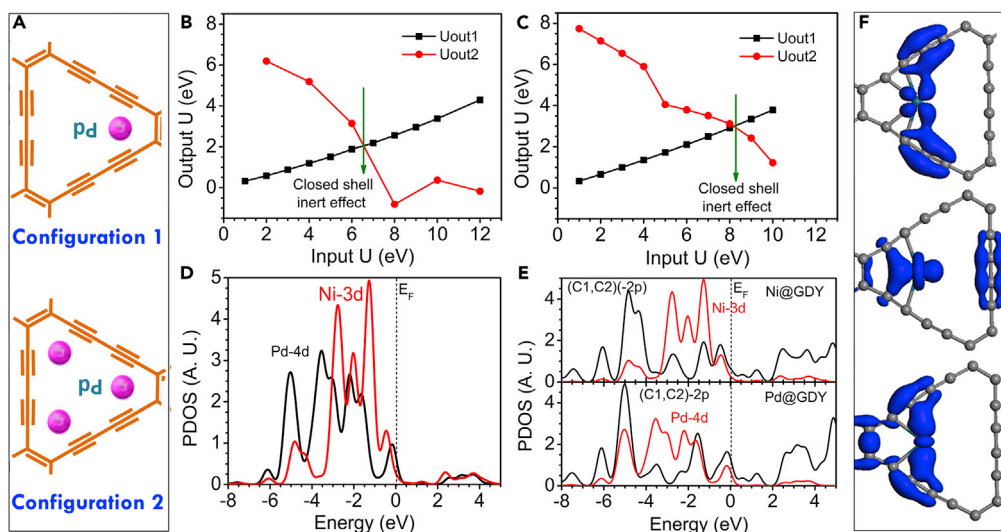 A
Pd
Configuration 1
Pd
Configuration 2
B
Output U (eV)
8
6
4
2
0
Uout1
Uout2
Closed shell
inert effect
0 2 4 6 8 10 12
Input U (eV)
C
Output U (eV)
8
6
4
2
0
Uout1
Uout2
Closed shell
inert effect
0 2 4 6 8 10 12
Input U (eV)
D
PDOS (A. U.)
5
4
3
2
1
0
Ni-3d
Pd-4d
E_F
-8 -6 -4 -2 0 2 4
Energy (eV)
E
PDOS (A. U.)
4
2
0
4
2
0
(C1,C2)(-2p)
E_F
Ni@GDY
Ni-3d
(C1,C2)-2p
Pd@GDY
Pd-4d
-8 -6 -4 -2 0 2 4
Energy (eV)
F